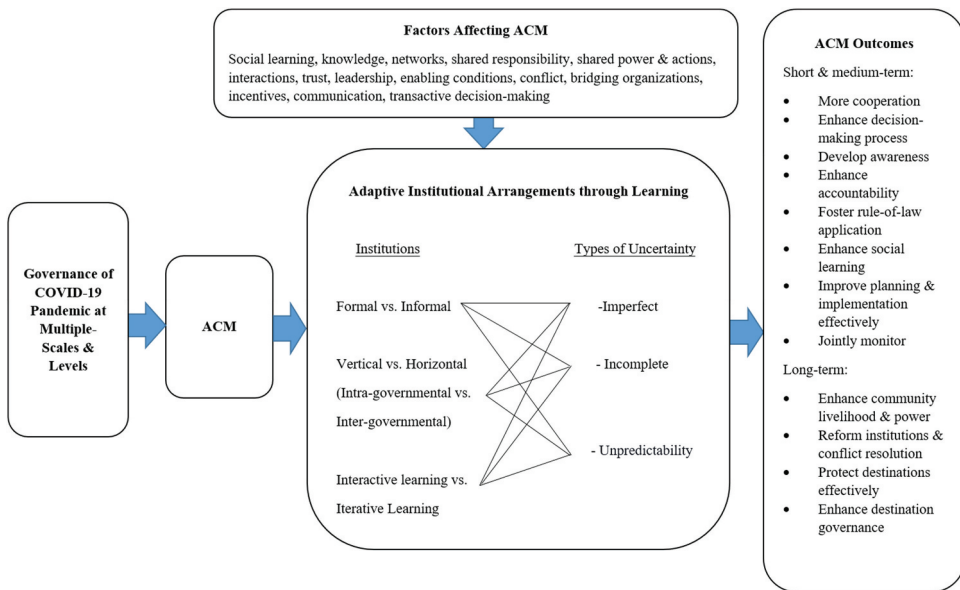 Factors Affecting ACM
Social learning, knowledge, networks, shared responsibility, shared power & actions,
interactions, trust, leadership, enabling conditions, conflict, bridging organizations,
incentives, communication, transactive decision-making
Governance of
COVID-19
Pandemic at
Multiple-
Scales &
Levels
ACM
Adaptive Institutional Arrangements through Learning
Institutions
Types of Uncertainty
Formal vs. Informal
-Imperfect
Vertical vs. Horizontal
- Incomplete
(Intra-governmental vs.
Inter-governmental)
- Unpredictability
Interactive learning vs.
Iterative Learning
ACM Outcomes
Short & medium-term:
• More cooperation
• Enhance decision-
making process
• Develop awareness
• Enhance
accountability
• Foster rule-of-law
application
• Enhance social
learning
• Improve planning &
implementation
effectively
• Jointly monitor
Long-term:
• Enhance community
livelihood & power
• Reform institutions &
conflict resolution
• Protect destinations
effectively
• Enhance destination
governance